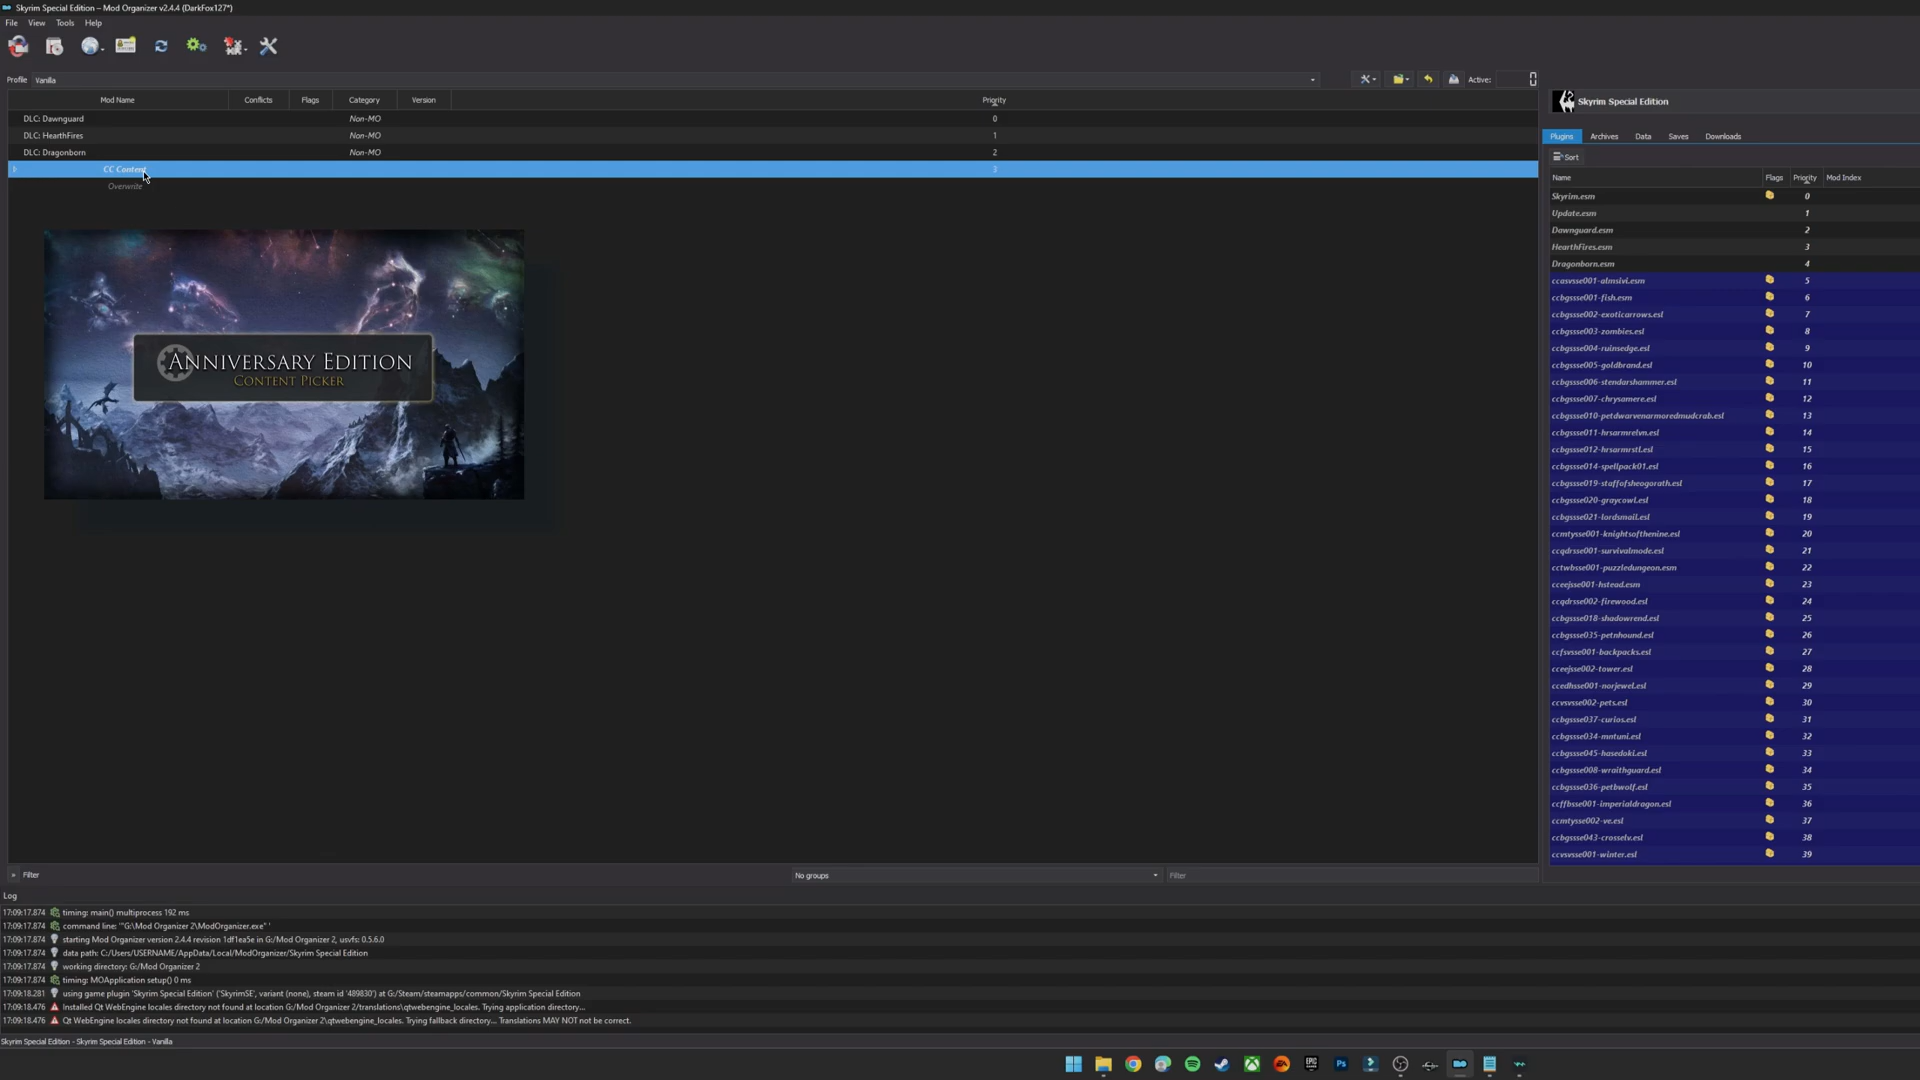 Skyrim Special Edition – Mod Organizer v2.4.4 (DarkFox127*)
File View Tools Help
Profile Vanilla Active: 0
Mod Name Conflicts Flags Category Version Priority
DLC: Dawnguard Non-MO 0
DLC: HearthFires Non-MO 1
DLC: Dragonborn Non-MO 2
CC Content 3
Overwrite
ANNIVERSARY EDITION
CONTENT PICKER
Skyrim Special Edition
Plugins Archives Data Saves Downloads
Sort
Name Flags Priority Mod Index
Skyrim.esm 0
Update.esm 1
Dawnguard.esm 2
HearthFires.esm 3
Dragonborn.esm 4
ccasvsse001-almsivi.esm 5
ccbgssse001-fish.esm 6
ccbgssse002-exoticarrows.esl 7
ccbgssse003-zombies.esl 8
ccbgssse004-ruinsedge.esl 9
ccbgssse005-goldbrand.esl 10
ccbgssse006-stendarshammer.esl 11
ccbgssse007-chrysamere.esl 12
ccbgssse010-petdwarvenarmoredmudcrab.esl 13
ccbgssse011-hrsarmrelvn.esl 14
ccbgssse012-hrsarmrstl.esl 15
ccbgssse014-spellpack01.esl 16
ccbgssse019-staffofsheogorath.esl 17
ccbgssse020-graycowl.esl 18
ccbgssse021-lordsmail.esl 19
ccmtysse001-knightsofthenine.esl 20
ccqdrsse001-survivalmode.esl 21
cctwbsse001-puzzledungeon.esm 22
cceejsse001-hstead.esm 23
ccqdrsse002-firewood.esl 24
ccbgssse018-shadowrend.esl 25
ccbgssse035-petnhound.esl 26
ccfsvsse001-backpacks.esl 27
cceejsse002-tower.esl 28
ccedhsse001-norjewel.esl 29
ccvsvsse002-pets.esl 30
ccbgssse037-curios.esl 31
ccbgssse034-mntuni.esl 32
ccbgssse045-hasedoki.esl 33
ccbgssse008-wraithguard.esl 34
ccbgssse036-petbwolf.esl 35
ccffbsse001-imperialdragon.esl 36
ccmtysse002-ve.esl 37
ccbgssse043-crosselv.esl 38
ccvsvsse001-winter.esl 39
» Filter No groups Filter
Log
17:09:17.874 timing: main() multiprocess 192 ms
17:09:17.874 command line: '"G:\Mod Organizer 2\ModOrganizer.exe" '
17:09:17.874 starting Mod Organizer version 2.4.4 revision 1df1ea5e in G:/Mod Organizer 2, usvfs: 0.5.6.0
17:09:17.874 data path: C:/Users/USERNAME/AppData/Local/ModOrganizer/Skyrim Special Edition
17:09:17.874 working directory: G:/Mod Organizer 2
17:09:17.874 timing: MOApplication setup() 0 ms
17:09:18.281 using game plugin 'Skyrim Special Edition' ('SkyrimSE', variant (none), steam id '489830') at G:/Steam/steamapps/common/Skyrim Special Edition
17:09:18.476 Installed Qt WebEngine locales directory not found at location G:/Mod Organizer 2/translations\qtwebengine_locales. Trying application directory...
17:09:18.476 Qt WebEngine locales directory not found at location G:/Mod Organizer 2\qtwebengine_locales. Trying fallback directory... Translations MAY NOT be correct.
Skyrim Special Edition - Skyrim Special Edition - Vanilla
EA
EPIC GAMES
Ps